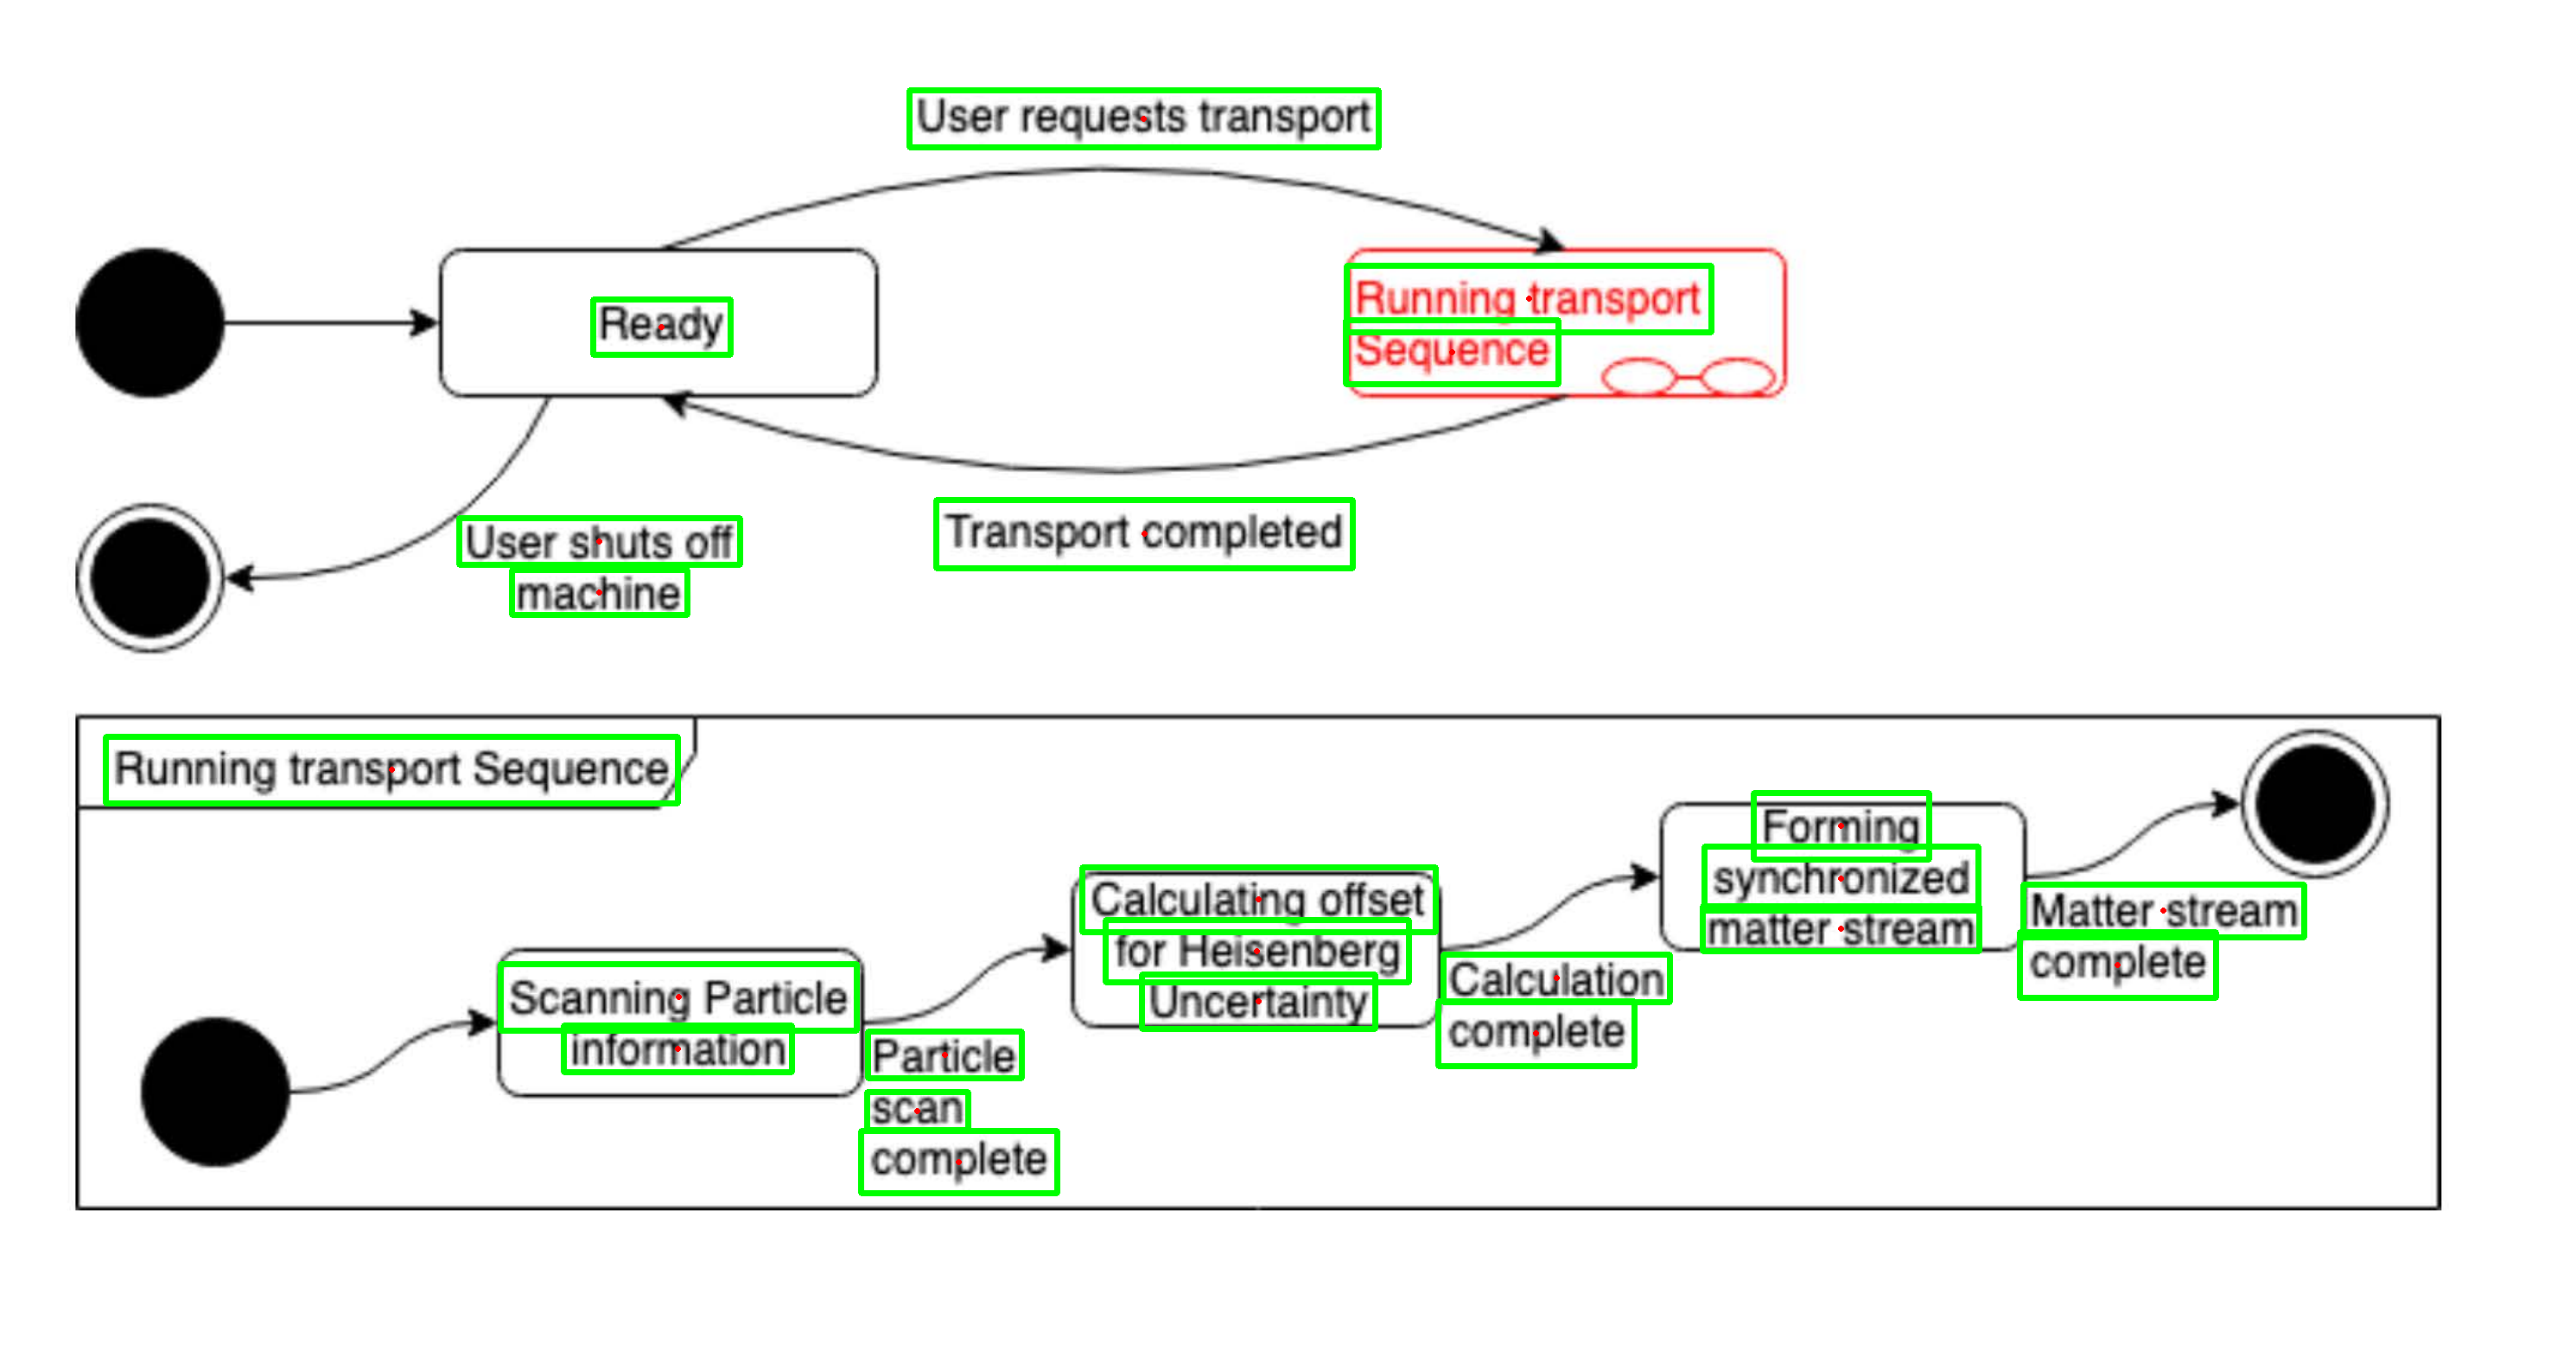 User requests transport
Ready
Running transport
Sequence
User shuts off
machine
Transport completed
Running transport Sequence
Scanning Particle
information
Particle
scan
complete
Calculating offset
for Heisenberg
Uncertainty
Calculation
complete
Forming
synchronized
matter stream
Matter stream
complete